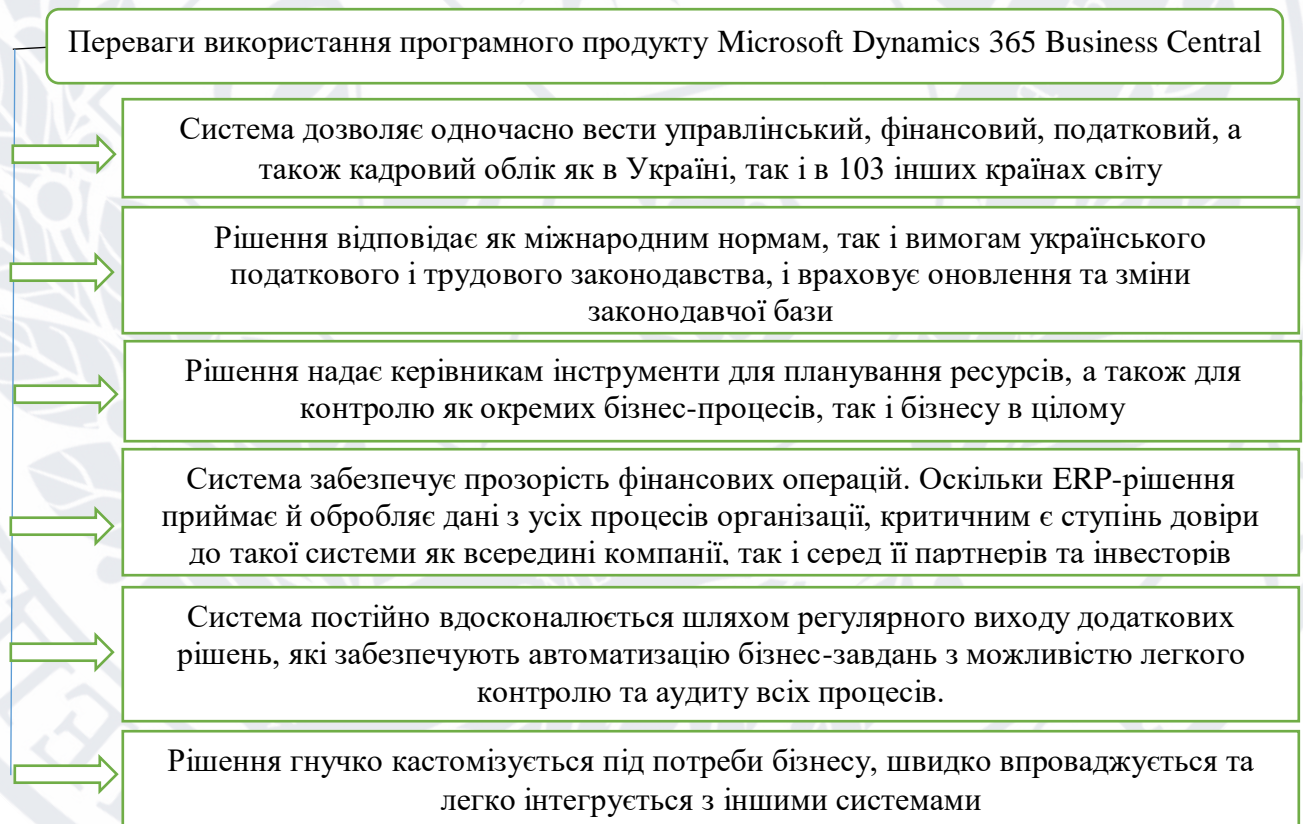 Переваги використання програмного продукту Microsoft Dynamics 365 Business Central
Система дозволяє одночасно вести управлінський, фінансовий, податковий, а
також кадровий облік як в Україні, так і в 103 інших країнах світу
Рішення відповідає як міжнародним нормам, так і вимогам українського
податкового і трудового законодавства, і враховує оновлення та зміни
законодавчої бази
Рішення надає керівникам інструменти для планування ресурсів, а також для
контролю як окремих бізнес-процесів, так і бізнесу в цілому
Система забезпечує прозорість фінансових операцій. Оскільки ERP-рішення
приймає й обробляє дані з усіх процесів організації, критичним є ступінь довіри
до такої системи як всередині компанії, так і серед її партнерів та інвесторів
Система постійно вдосконалюється шляхом регулярного виходу додаткових
рішень, які забезпечують автоматизацію бізнес-завдань з можливістю легкого
контролю та аудиту всіх процесів.
Рішення гнучко кастомізується під потреби бізнесу, швидко впроваджується та
легко інтегрується з іншими системами